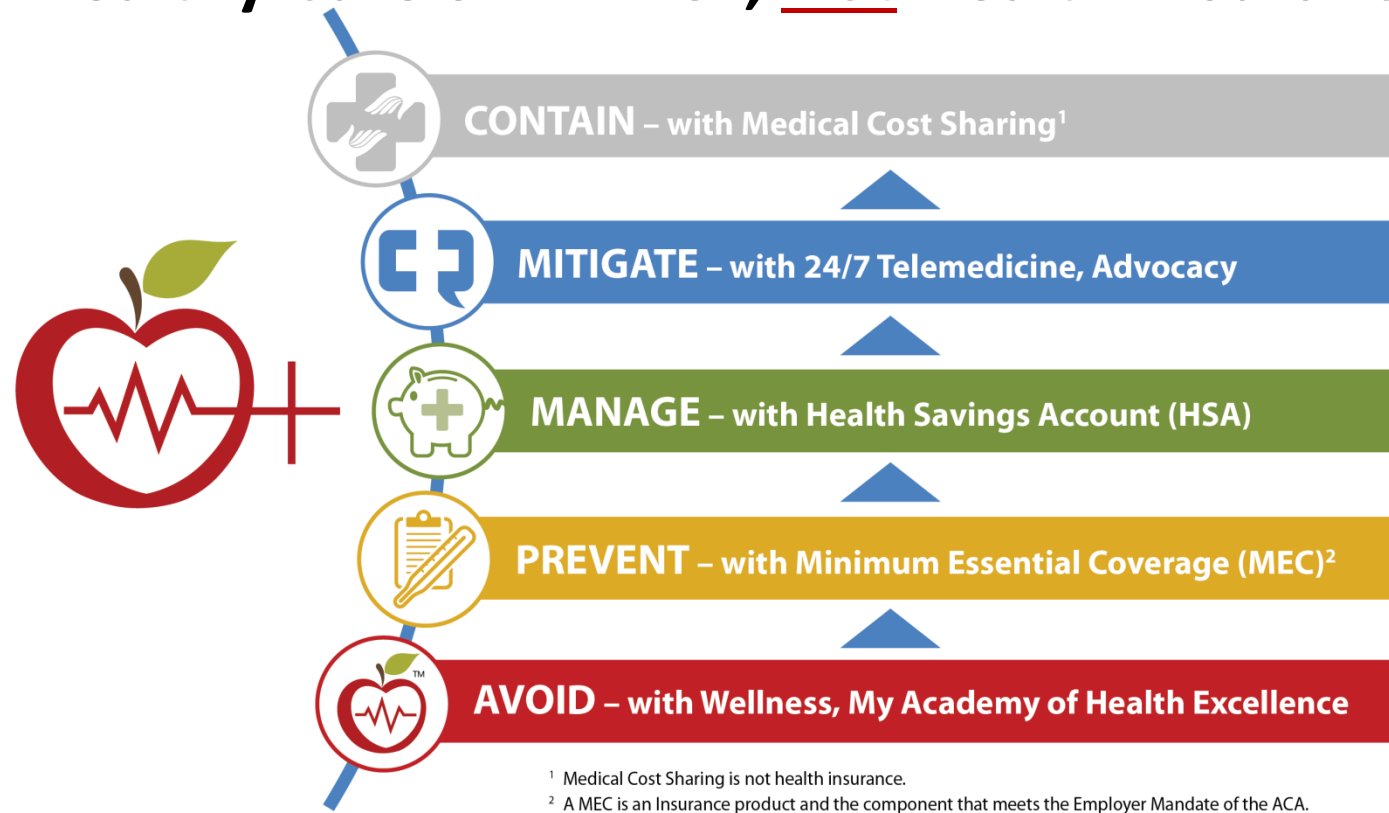 CONTAIN – with Medical Cost Sharing¹
MITIGATE – with 24/7 Telemedicine, Advocacy
MANAGE – with Health Savings Account (HSA)
PREVENT – with Minimum Essential Coverage (MEC)²
TM
AVOID – with Wellness, My Academy of Health Excellence
¹ Medical Cost Sharing is not health insurance.
² A MEC is an Insurance product and the component that meets the Employer Mandate of the ACA.